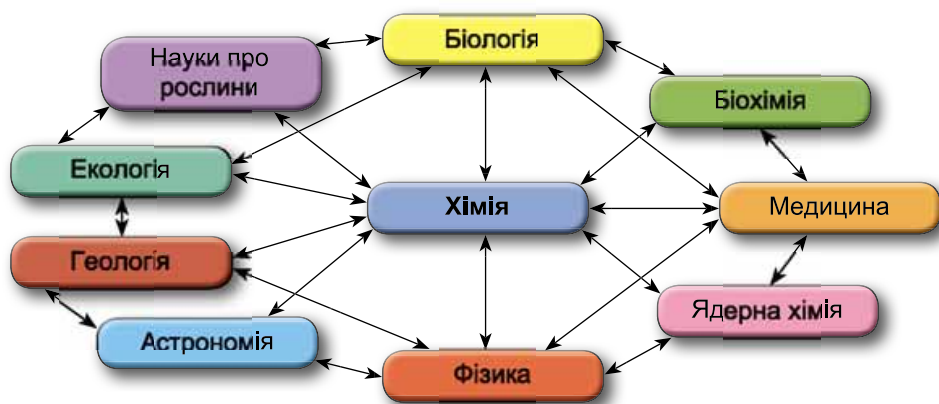 Біологія
Науки про
рослини
Біохімія
Екологія
Хімія
Медицина
Геологія
Ядерна хімія
Астрономія
Фізика